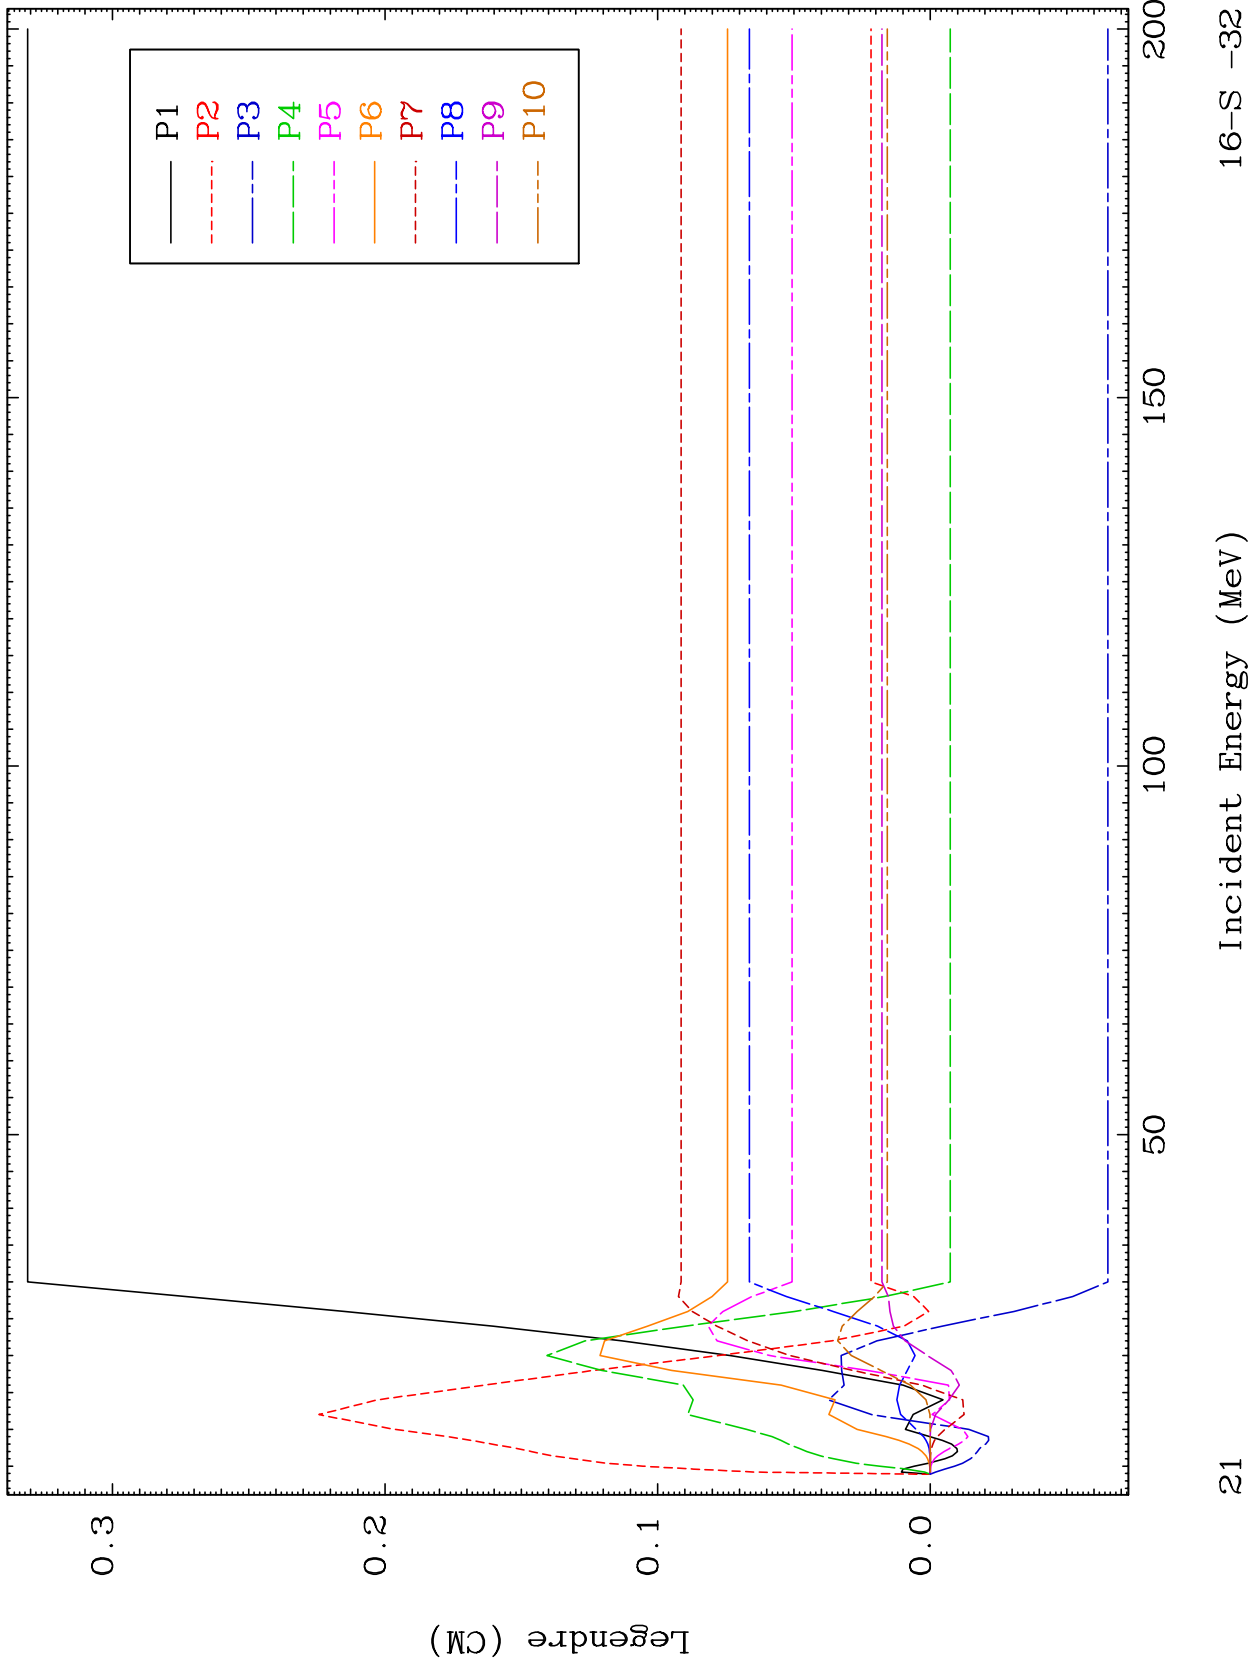 P1
P2
P3
P4
P5
P6
P7
P8
P9
P10
0.3
0.2
0.1
0.0
Legendre (CM)
50
100
150
200
Incident Energy (MeV)
21
16-S -32